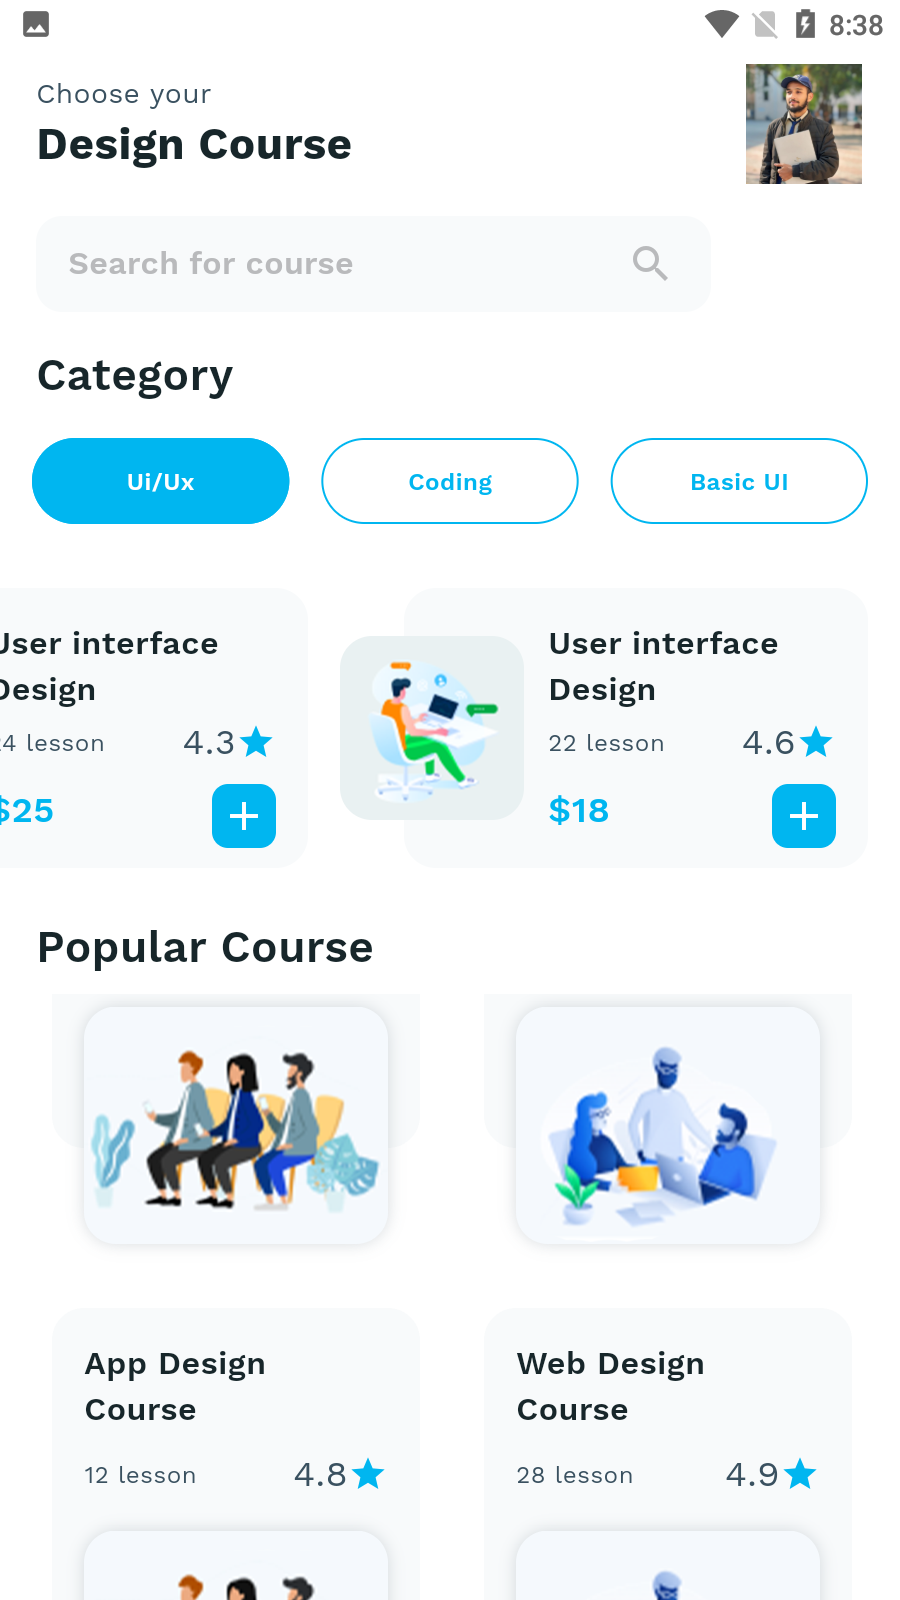 8:38
Choose your
Design Course
Search for course
Category
Ui/Ux
Coding
Basic UI
User interface
Design
24 lesson
4.3
$25
User interface
Design
22 lesson
4.6
$18
Popular Course
App Design
Course
12 lesson
4.8
Web Design
Course
28 lesson
4.9